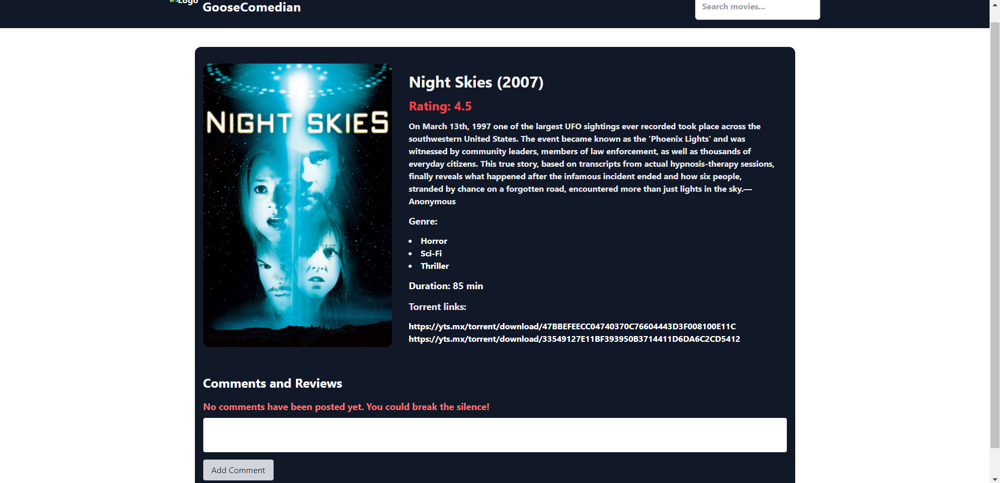 Logo
GooseComedian
Search movies...
NIGHT SKIES
Night Skies (2007)
Rating: 4.5
On March 13th, 1997 one of the largest UFO sightings ever recorded took place across the
southwestern United States. The event became known as the 'Phoenix Lights' and was
witnessed by community leaders, members of law enforcement, as well as thousands of
everyday citizens. This true story, based on transcripts from actual hypnosis-therapy sessions,
finally reveals what happened after the infamous incident ended and how six people,
stranded by chance on a forgotten road, encountered more than just lights in the sky.—
Anonymous
Genre:
• Horror
• Sci-Fi
• Thriller
Duration: 85 min
Torrent links:
https://yts.mx/torrent/download/47BBEFEECC04740370C76604443D3F008100E11C
https://yts.mx/torrent/download/33549127E11BF393950B3714411D6DA6C2CD5412
Comments and Reviews
No comments have been posted yet. You could break the silence!
Add Comment